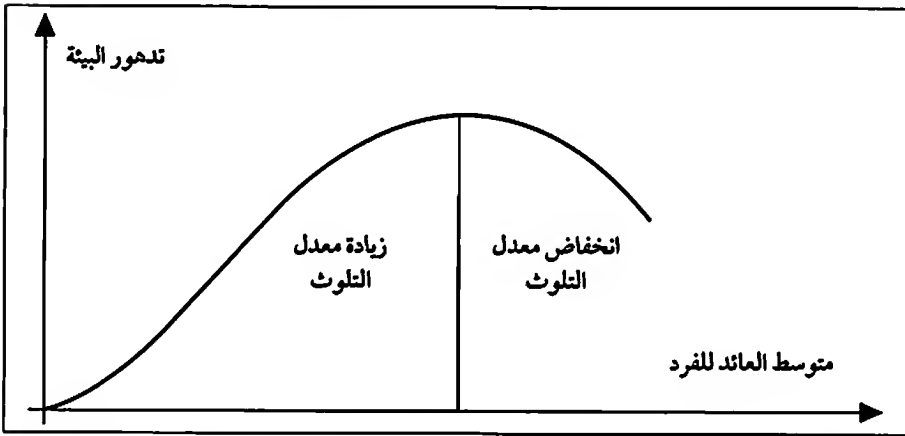 تدهور البيئة
زيادة معدل
التلوث
انخفاض معدل
التلوث
متوسط العائد للفرد